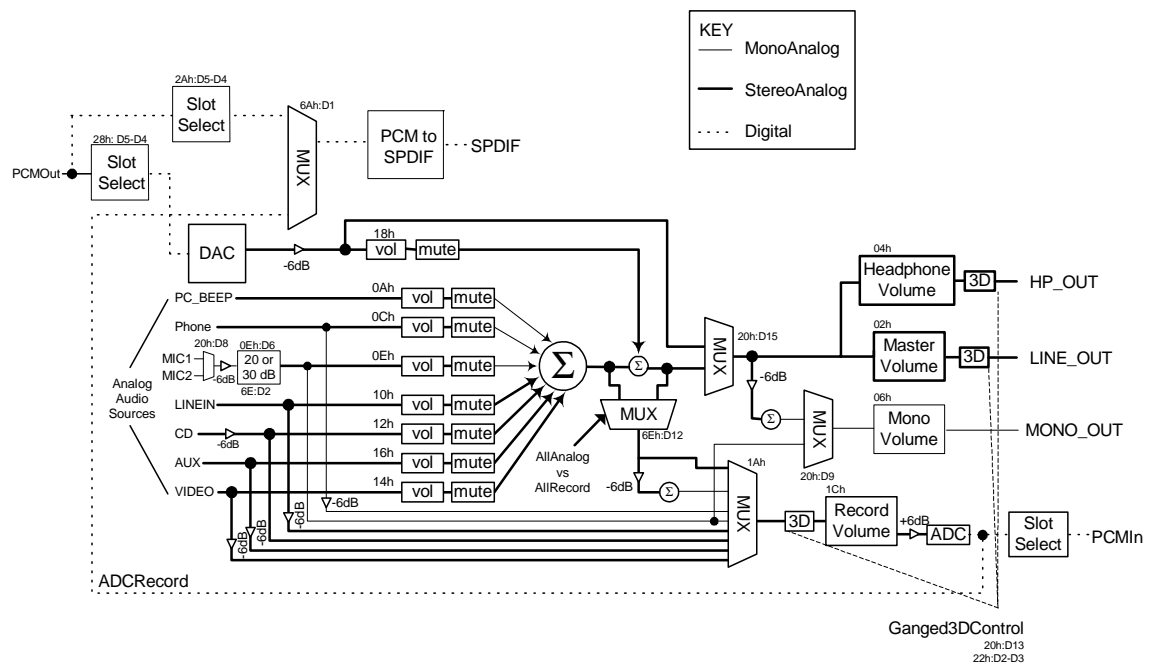 KEY
MonoAnalog
StereoAnalog
Digital
2Ah:D5-D4
Slot
Select
6Ah:D1
MUX
PCM to
SPDIF
SPDIF
28h: D5-D4
Slot
Select
PCMOut
DAC
-6dB
18h
vol
mute
04h
Headphone
Volume
3D
HP_OUT
PC_BEEP
0Ah
vol
mute
Phone
0Ch
vol
mute
20h:D8
0Eh:D6
MIC1
MIC2
-6dB
20 or
30 dB
6E:D2
0Eh
vol
mute
Σ
Σ
MUX
20h:D15
02h
Master
Volume
3D
LINE_OUT
Analog
Audio
Sources
LINEIN
10h
vol
mute
MUX
6Eh:D12
-6dB
Σ
MUX
20h:D9
06h
Mono
Volume
MONO_OUT
CD
-6dB
12h
vol
mute
AUX
16h
vol
mute
AllAnalog
vs
AllRecord
VIDEO
14h
vol
mute
-6dB
-6dB
Σ
1Ah
MUX
3D
1Ch
Record
Volume
+6dB
ADC
Slot
Select
PCMIn
-6dB
-6dB
-6dB
ADCRecord
Ganged3DControl
20h:D13
22h:D2-D3